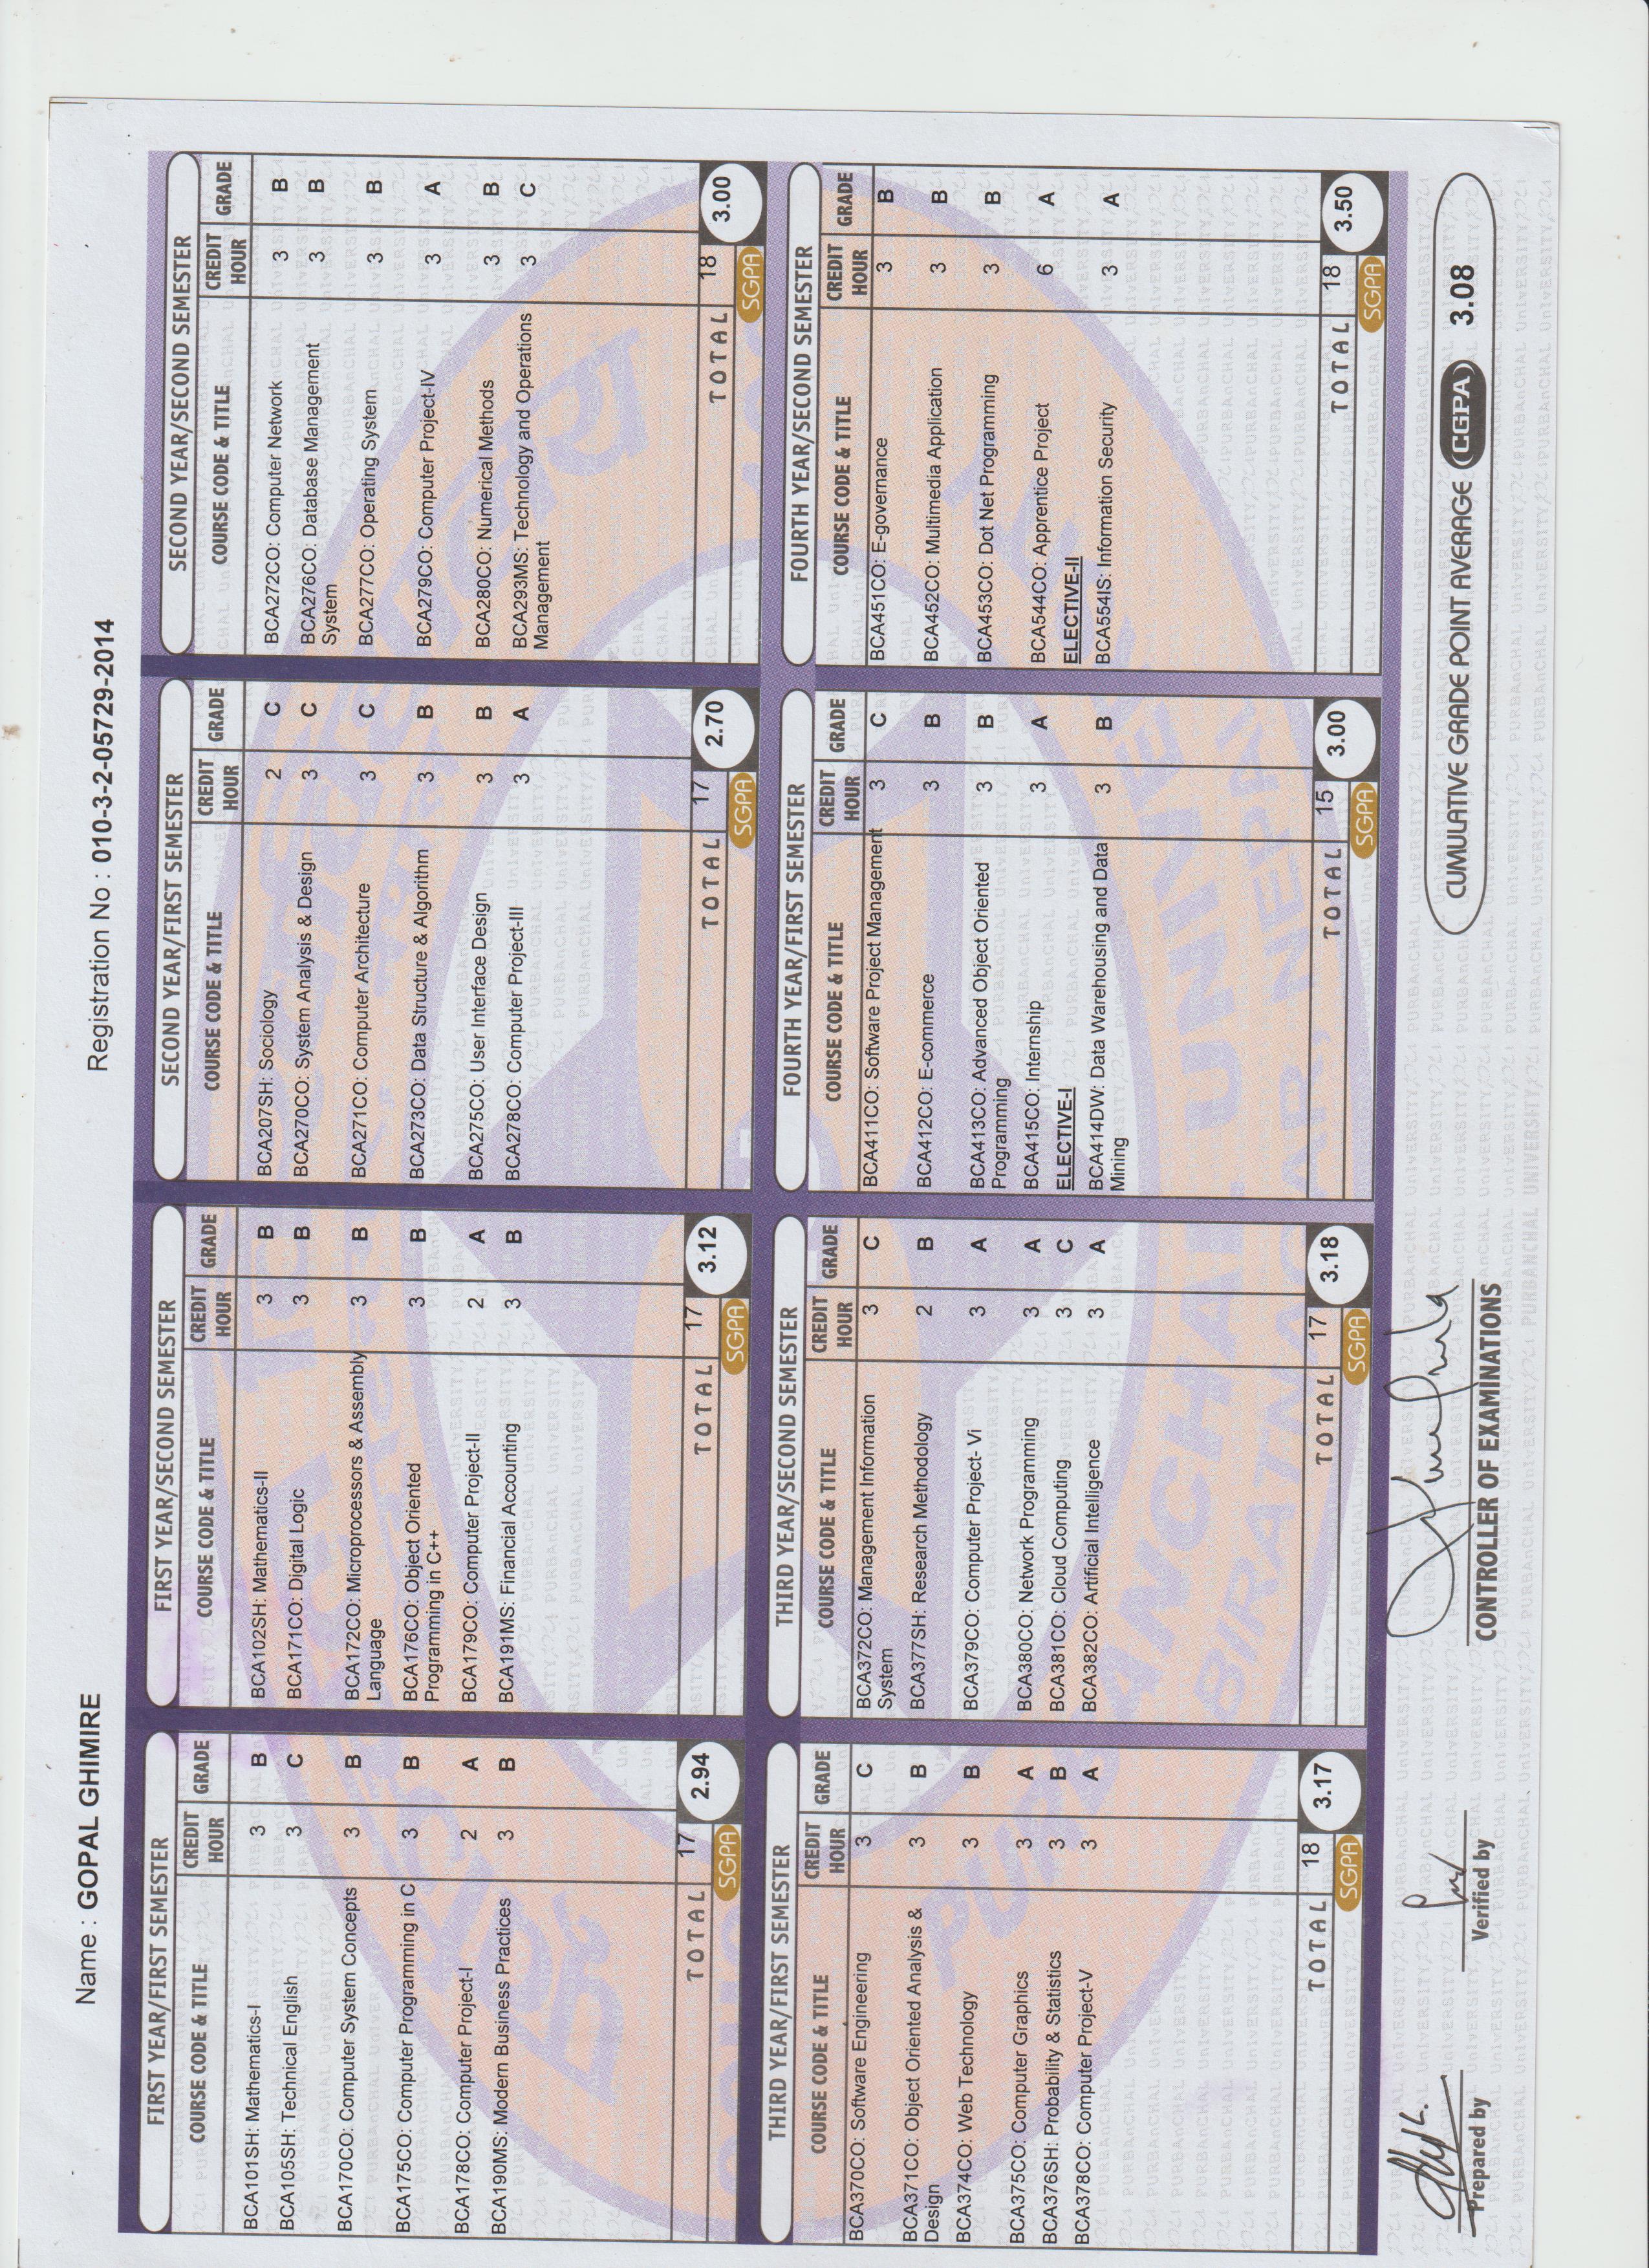 Name : GOPAL GHIMIRE
Registration No : 010-3-2-05729-2014
FIRST YEAR/FIRST SEMESTER
COURSE CODE & TITLE CREDIT HOUR GRADE
BCA101SH: Mathematics-I 3 B
BCA105SH: Technical English 3 C
BCA170CO: Computer System Concepts 3 B
BCA175CO: Computer Programming in C 3 B
BCA178CO: Computer Project-I 2 A
BCA190MS: Modern Business Practices 3 B
TOTAL 17
SGPA 2.94
FIRST YEAR/SECOND SEMESTER
COURSE CODE & TITLE CREDIT HOUR GRADE
BCA102SH: Mathematics-II 3 B
BCA171CO: Digital Logic 3 B
BCA172CO: Microprocessors & Assembly 3 B
Language
BCA176CO: Object Oriented 3 B
Programming in C++
BCA179CO: Computer Project-II 2 A
BCA191MS: Financial Accounting 3 B
TOTAL 17
SGPA 3.12
SECOND YEAR/FIRST SEMESTER
COURSE CODE & TITLE CREDIT HOUR GRADE
BCA207SH: Sociology 2 C
BCA270CO: System Analysis & Design 3 C
BCA271CO: Computer Architecture 3 C
BCA273CO: Data Structure & Algorithm 3 B
BCA275CO: User Interface Design 3 B
BCA278CO: Computer Project-III 3 A
TOTAL 17
SGPA 2.70
SECOND YEAR/SECOND SEMESTER
COURSE CODE & TITLE CREDIT HOUR GRADE
BCA272CO: Computer Network 3 B
BCA276CO: Database Management 3 B
System
BCA277CO: Operating System 3 B
BCA279CO: Computer Project-IV 3 A
BCA280CO: Numerical Methods 3 B
BCA293MS: Technology and Operations 3 C
Management
TOTAL 18
SGPA 3.00
THIRD YEAR/FIRST SEMESTER
COURSE CODE & TITLE CREDIT HOUR GRADE
BCA370CO: Software Engineering 3 C
BCA371CO: Object Oriented Analysis & 3 B
Design
BCA374CO: Web Technology 3 B
BCA375CO: Computer Graphics 3 A
BCA376SH: Probability & Statistics 3 B
BCA378CO: Computer Project-V 3 A
TOTAL 18
SGPA 3.17
THIRD YEAR/SECOND SEMESTER
COURSE CODE & TITLE CREDIT HOUR GRADE
BCA372CO: Management Information 3 C
System
BCA377SH: Research Methodology 2 B
BCA379CO: Computer Project- Vi 3 A
BCA380CO: Network Programming 3 A
BCA381CO: Cloud Computing 3 C
BCA382CO: Artificial Intelligence 3 A
TOTAL 17
SGPA 3.18
FOURTH YEAR/FIRST SEMESTER
COURSE CODE & TITLE CREDIT HOUR GRADE
BCA411CO: Software Project Management 3 C
BCA412CO: E-commerce 3 B
BCA413CO: Advanced Object Oriented 3 B
Programming
BCA415CO: Internship 3 A
ELECTIVE-I
BCA414DW: Data Warehousing and Data 3 B
Mining
TOTAL 15
SGPA 3.00
FOURTH YEAR/SECOND SEMESTER
COURSE CODE & TITLE CREDIT HOUR GRADE
BCA451CO: E-governance 3 B
BCA452CO: Multimedia Application 3 B
BCA453CO: Dot Net Programming 3 B
BCA544CO: Apprentice Project 6 A
ELECTIVE-II
BCA554IS: Information Security 3 A
TOTAL 18
SGPA 3.50
Prepared by
Verified by
CONTROLLER OF EXAMINATIONS
CUMULATIVE GRADE POINT AVERAGE CGPA 3.08